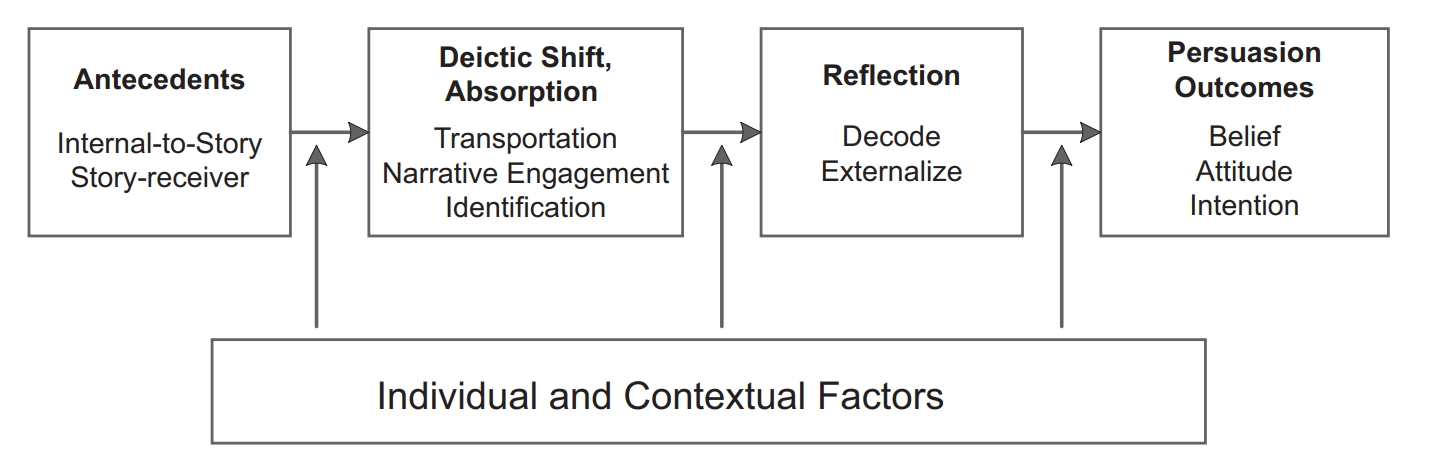 Antecedents
Internal-to-Story
Story-receiver
Deictic Shift,
Absorption
Transportation
Narrative Engagement
Identification
Reflection
Decode
Externalize
Persuasion
Outcomes
Belief
Attitude
Intention
Individual and Contextual Factors